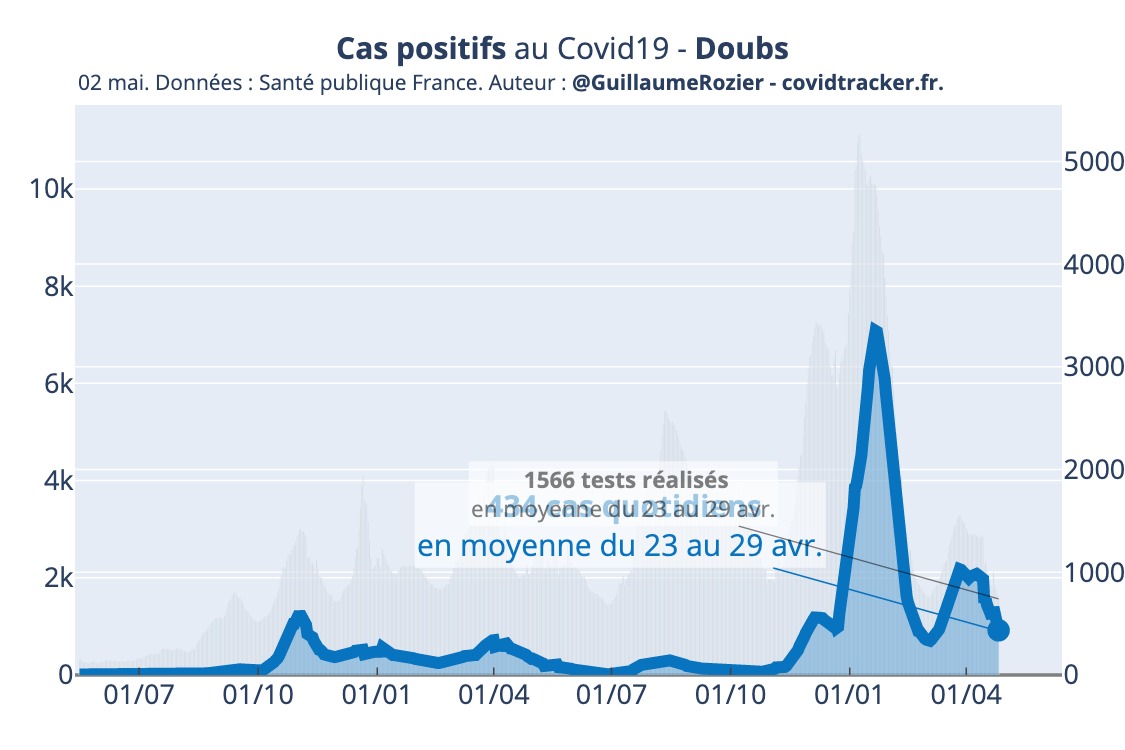 Cas positifs au Covid19 - Doubs
02 mai. Données : Santé publique France. Auteur : @GuillaumeRozier - covidtracker.fr.
10k
8k
6k
4k
2k
0
5000
4000
3000
2000
1000
0
1566 tests réalisés
en moyenne du 23 au 29 avr.
434 cas quotidiens
en moyenne du 23 au 29 avr.
01/07 01/10 01/01 01/04 01/07 01/10 01/01 01/04